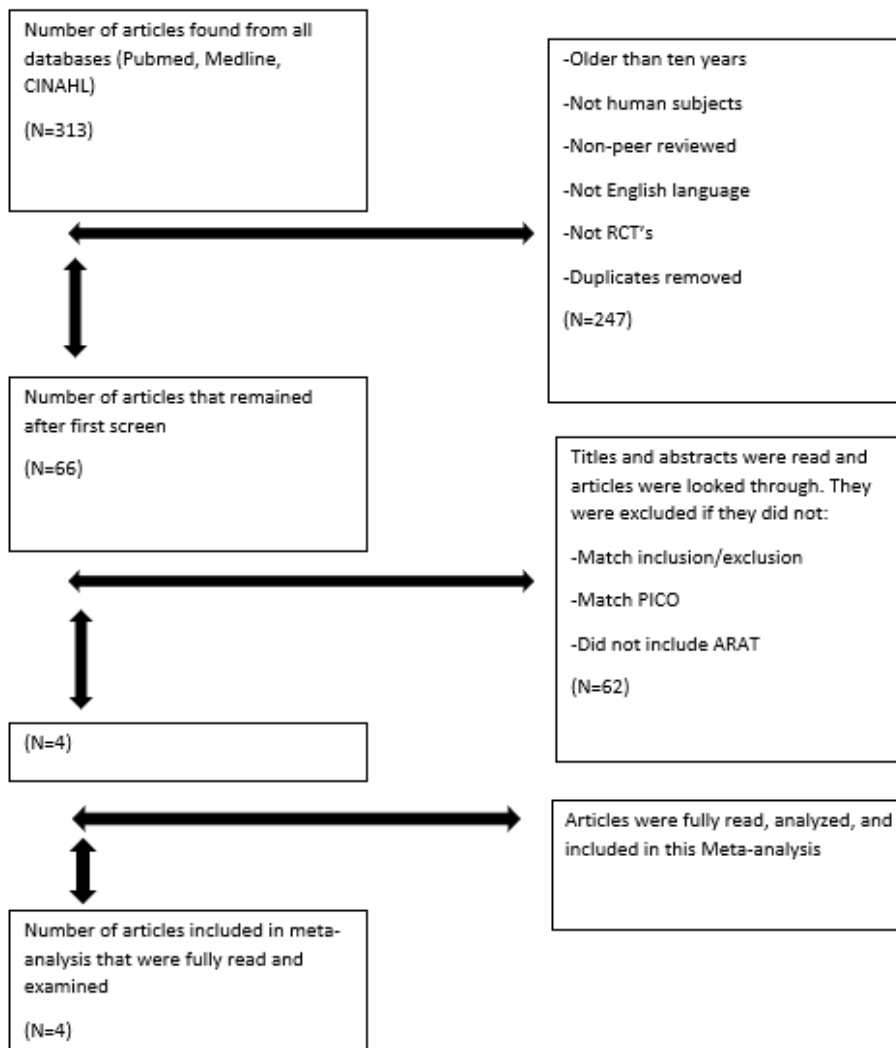 Number of articles found from all
databases (Pubmed, Medline,
CINAHL)
(N=313)
-Older than ten years
-Not human subjects
-Non-peer reviewed
-Not English language
-Not RCT's
-Duplicates removed
(N=247)
Number of articles that remained
after first screen
(N=66)
Titles and abstracts were read and
articles were looked through. They
were excluded if they did not:
-Match inclusion/exclusion
-Match PICO
-Did not include ARAT
(N=62)
(N=4)
Articles were fully read, analyzed, and
included in this Meta-analysis
Number of articles included in meta-
analysis that were fully read and
examined
(N=4)